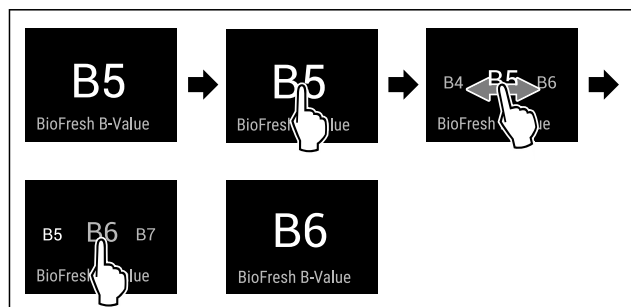 B5
BioFresh B-Value
B5
BioFresh lue
B4 B5 B6
BioFresh lue
B5 B6 B7
BioFresh lue
B6
BioFresh B-Value